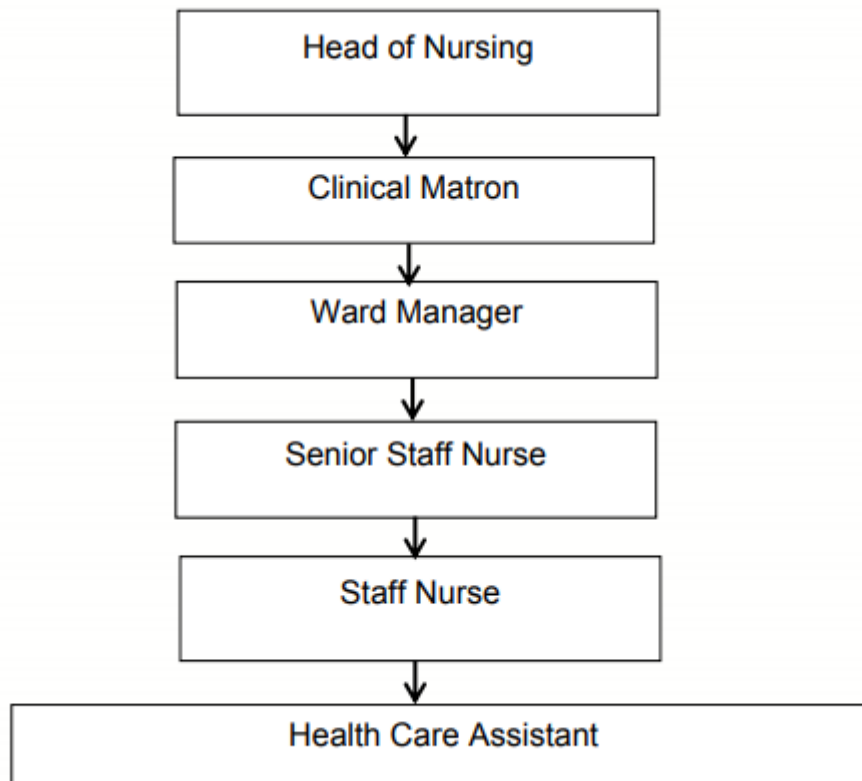 Head of Nursing
Clinical Matron
Ward Manager
Senior Staff Nurse
Staff Nurse
Health Care Assistant